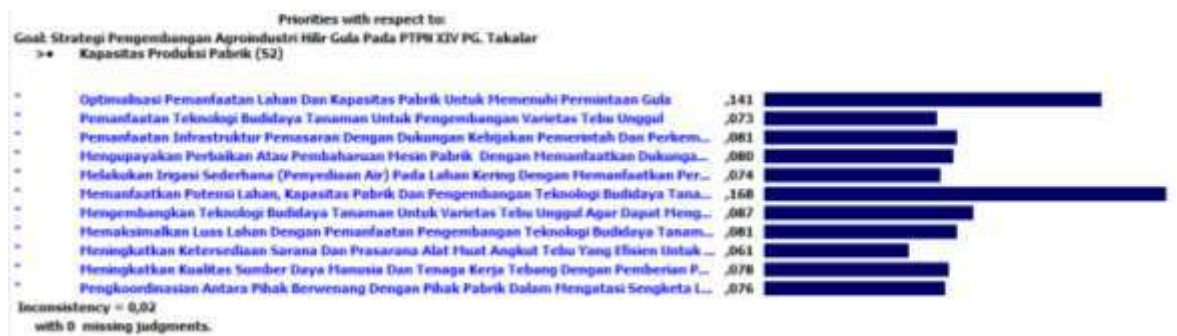 Priorities with respect to:
Goal: Strategi Pengembangan Agroindustri Hilir Gula Pada PTPN XIV PG. Takalar
>• Kapasitas Produksi Pabrik (S2)
Optimalisasi Pemanfaatan Lahan Dan Kapasitas Pabrik Untuk Memenuhi Permintaan Gula ,141
Pemanfaatan Teknologi Budidaya Tanaman Untuk Pengembangan Varietas Tebu Unggul ,073
Pemanfaatan Infrastruktur Pemasaran Dengan Dukungan Kebijakan Pemerintah Dan Perkem... ,081
Mengupayakan Perbaikan Atau Pembaharuan Mesin Pabrik Dengan Memanfaatkan Dukunga... ,080
Melakukan Irigasi Sederhana (Penyediaan Air) Pada Lahan Kering Dengan Memanfaatkan Per... ,074
Memanfaatkan Potensi Lahan, Kapasitas Pabrik Dan Pengembangan Teknologi Budidaya Tana... ,168
Mengembangkan Teknologi Budidaya Tanaman Untuk Varietas Tebu Unggul Agar Dapat Meng... ,087
Memaksimalkan Luas Lahan Dengan Pemanfaatan Pengembangan Teknologi Budidaya Tanam... ,081
Meningkatkan Ketersediaan Sarana Dan Prasarana Alat Muat Angkut Tebu Yang Efisien Untuk ... ,061
Meningkatkan Kualitas Sumber Daya Manusia Dan Tenaga Kerja Tebang Dengan Pemberian P... ,078
Pengkoordinasian Antara Pihak Berwenang Dengan Pihak Pabrik Dalam Mengatasi Sengketa L... ,076
Inconsistency = 0,02
with 0 missing judgments.